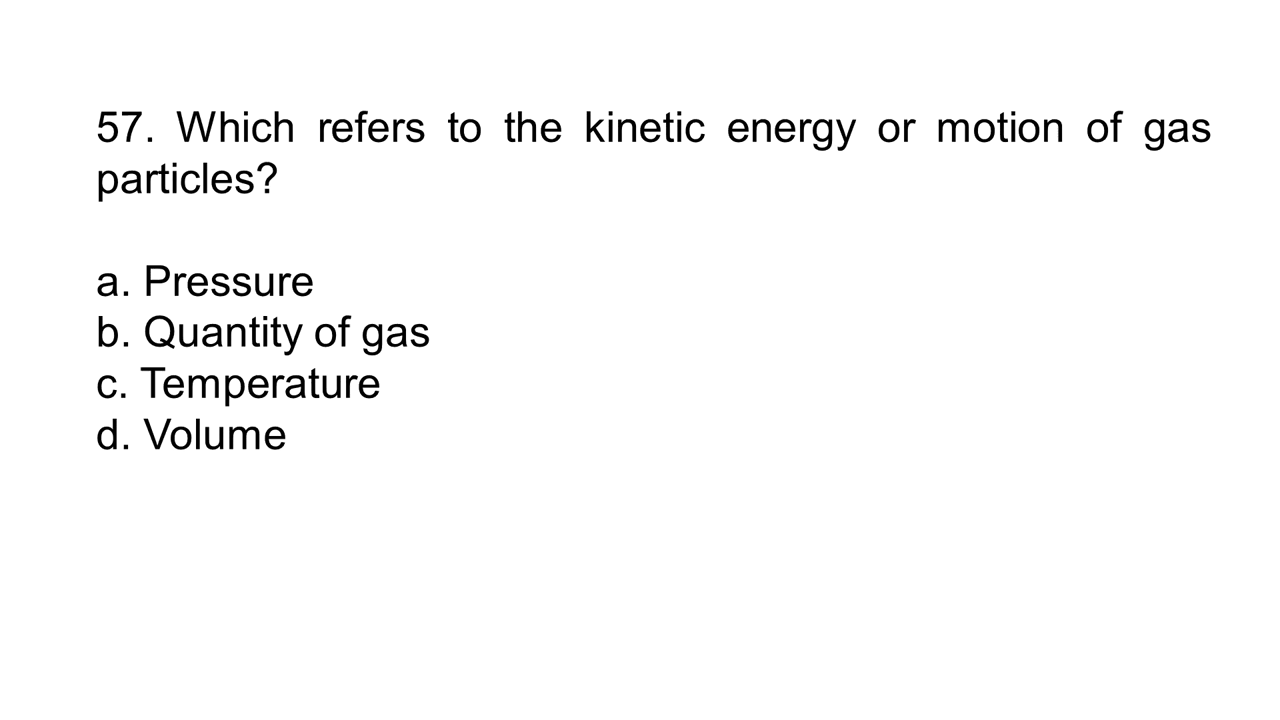 57. Which refers to the kinetic energy or motion of gas
particles?
a. Pressure
b. Quantity of gas
c. Temperature
d. Volume